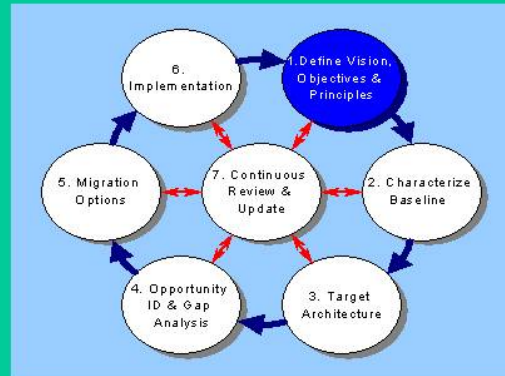 1.Define Vision,
Objectives &
Principles
2. Characterize
Baseline
3. Target
Architecture
4. Opportunity
ID & Gap
Analysis
5. Migration
Options
6.
Implementation
7. Continuous
Review &
Update